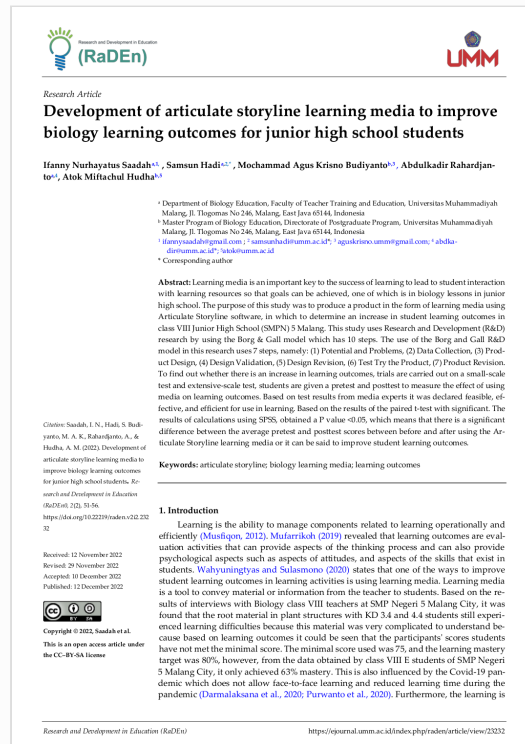 Research and Development in Education
(RaDEn)
UMM
Research Article
Development of articulate storyline learning media to improve
biology learning outcomes for junior high school students
Ifanny Nurhayatus Saadah a,1, , Samsun Hadi a,2,* , Mochammad Agus Krisno Budiyanto b,3, Abdulkadir Rahardjan-
to a,4, Atok Miftachul Hudha b,5
a Department of Biology Education, Faculty of Teacher Training and Education, Universitas Muhammadiyah
Malang, Jl. Tlogomas No 246, Malang, East Java 65144, Indonesia
b Master Program of Biology Education, Directorate of Postgraduate Program, Universitas Muhammadiyah
Malang, Jl. Tlogomas No 246, Malang, East Java 65144, Indonesia
1 ifannysaadah@gmail.com ; 2 samsunhadi@umm.ac.id*; 3 aguskrisno.umm@gmail.com; 4 abdka-
dir@umm.ac.id*; 5atok@umm.ac.id
* Corresponding author
Abstract: Learning media is an important key to the success of learning to lead to student interaction
with learning resources so that goals can be achieved, one of which is in biology lessons in junior
high school. The purpose of this study was to produce a product in the form of learning media using
Articulate Storyline software, in which to determine an increase in student learning outcomes in
class VIII Junior High School (SMPN) 5 Malang. This study uses Research and Development (R&D)
research by using the Borg & Gall model which has 10 steps. The use of the Borg and Gall R&D
model in this research uses 7 steps, namely: (1) Potential and Problems, (2) Data Collection, (3) Prod-
uct Design, (4) Design Validation, (5) Design Revision, (6) Test Try the Product, (7) Product Revision.
To find out whether there is an increase in learning outcomes, trials are carried out on a small-scale
test and extensive-scale test, students are given a pretest and posttest to measure the effect of using
media on learning outcomes. Based on test results from media experts it was declared feasible, ef-
fective, and efficient for use in learning. Based on the results of the paired t-test with significant. The
results of calculations using SPSS, obtained a P value <0.05, which means that there is a significant
difference between the average pretest and posttest scores between before and after using the Ar-
ticulate Storyline learning media or it can be said to improve student learning outcomes.
Keywords: articulate storyline; biology learning media; learning outcomes
Citation: Saadah, I. N., Hadi, S. Budi-
yanto, M. A. K., Rahardjanto, A., &
Hudha, A. M. (2022). Development of
articulate storyline learning media to
improve biology learning outcomes
for junior high school students. Re-
search and Development in Education
(RaDEn), 2(2), 51-56.
https://doi.org/10.22219/raden.v2i2.232
32
Received: 12 November 2022
Revised: 29 November 2022
Accepted: 10 December 2022
Published: 12 December 2022
cc BY SA
Copyright © 2022, Saadah et al.
This is an open access article under
the CC–BY-SA license
1. Introduction
Learning is the ability to manage components related to learning operationally and
efficiently (Musfiqon, 2012). Mufarrikoh (2019) revealed that learning outcomes are eval-
uation activities that can provide aspects of the thinking process and can also provide
psychological aspects such as aspects of attitudes, and aspects of the skills that exist in
students. Wahyuningtyas and Sulasmono (2020) states that one of the ways to improve
student learning outcomes in learning activities is using learning media. Learning media
is a tool to convey material or information from the teacher to students. Based on the re-
sults of interviews with Biology class VIII teachers at SMP Negeri 5 Malang City, it was
found that the root material in plant structures with KD 3.4 and 4.4 students still experi-
enced learning difficulties because this material was very complicated to understand be-
cause based on learning outcomes it could be seen that the participants' scores students
have not met the minimal score. The minimal score used was 75, and the learning mastery
target was 80%, however, from the data obtained by class VIII E students of SMP Negeri
5 Malang City, it only achieved 63% mastery. This is also influenced by the Covid-19 pan-
demic which does not allow face-to-face learning and reduced learning time during the
pandemic (Darmalaksana et al., 2020; Purwanto et al., 2020). Furthermore, the learning is
Research and Development in Education (RaDEn)
https://ejournal.umm.ac.id/index.php/raden/article/view/23232